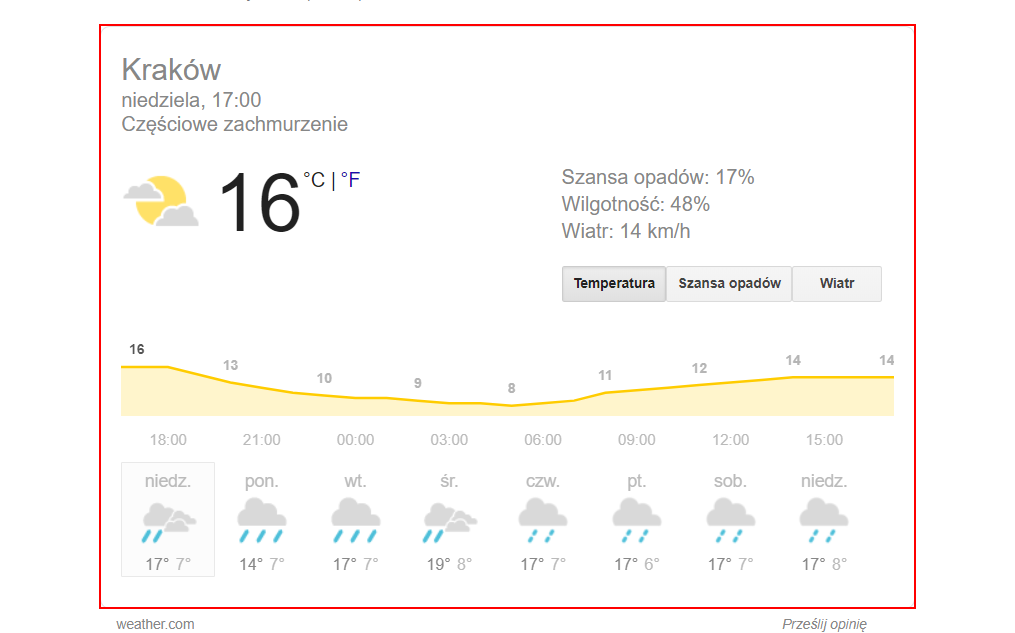 Kraków
niedziela, 17:00
Częściowe zachmurzenie
16 °C | °F
Szansa opadów: 17%
Wilgotność: 48%
Wiatr: 14 km/h
Temperatura Szansa opadów Wiatr
16 13 10 9 8 11 12 14 14
18:00 21:00 00:00 03:00 06:00 09:00 12:00 15:00
niedz. pon. wt. śr. czw. pt. sob. niedz.
17° 7° 14° 7° 17° 7° 19° 8° 17° 7° 17° 6° 17° 7° 17° 8°
weather.com Prześlij opinię